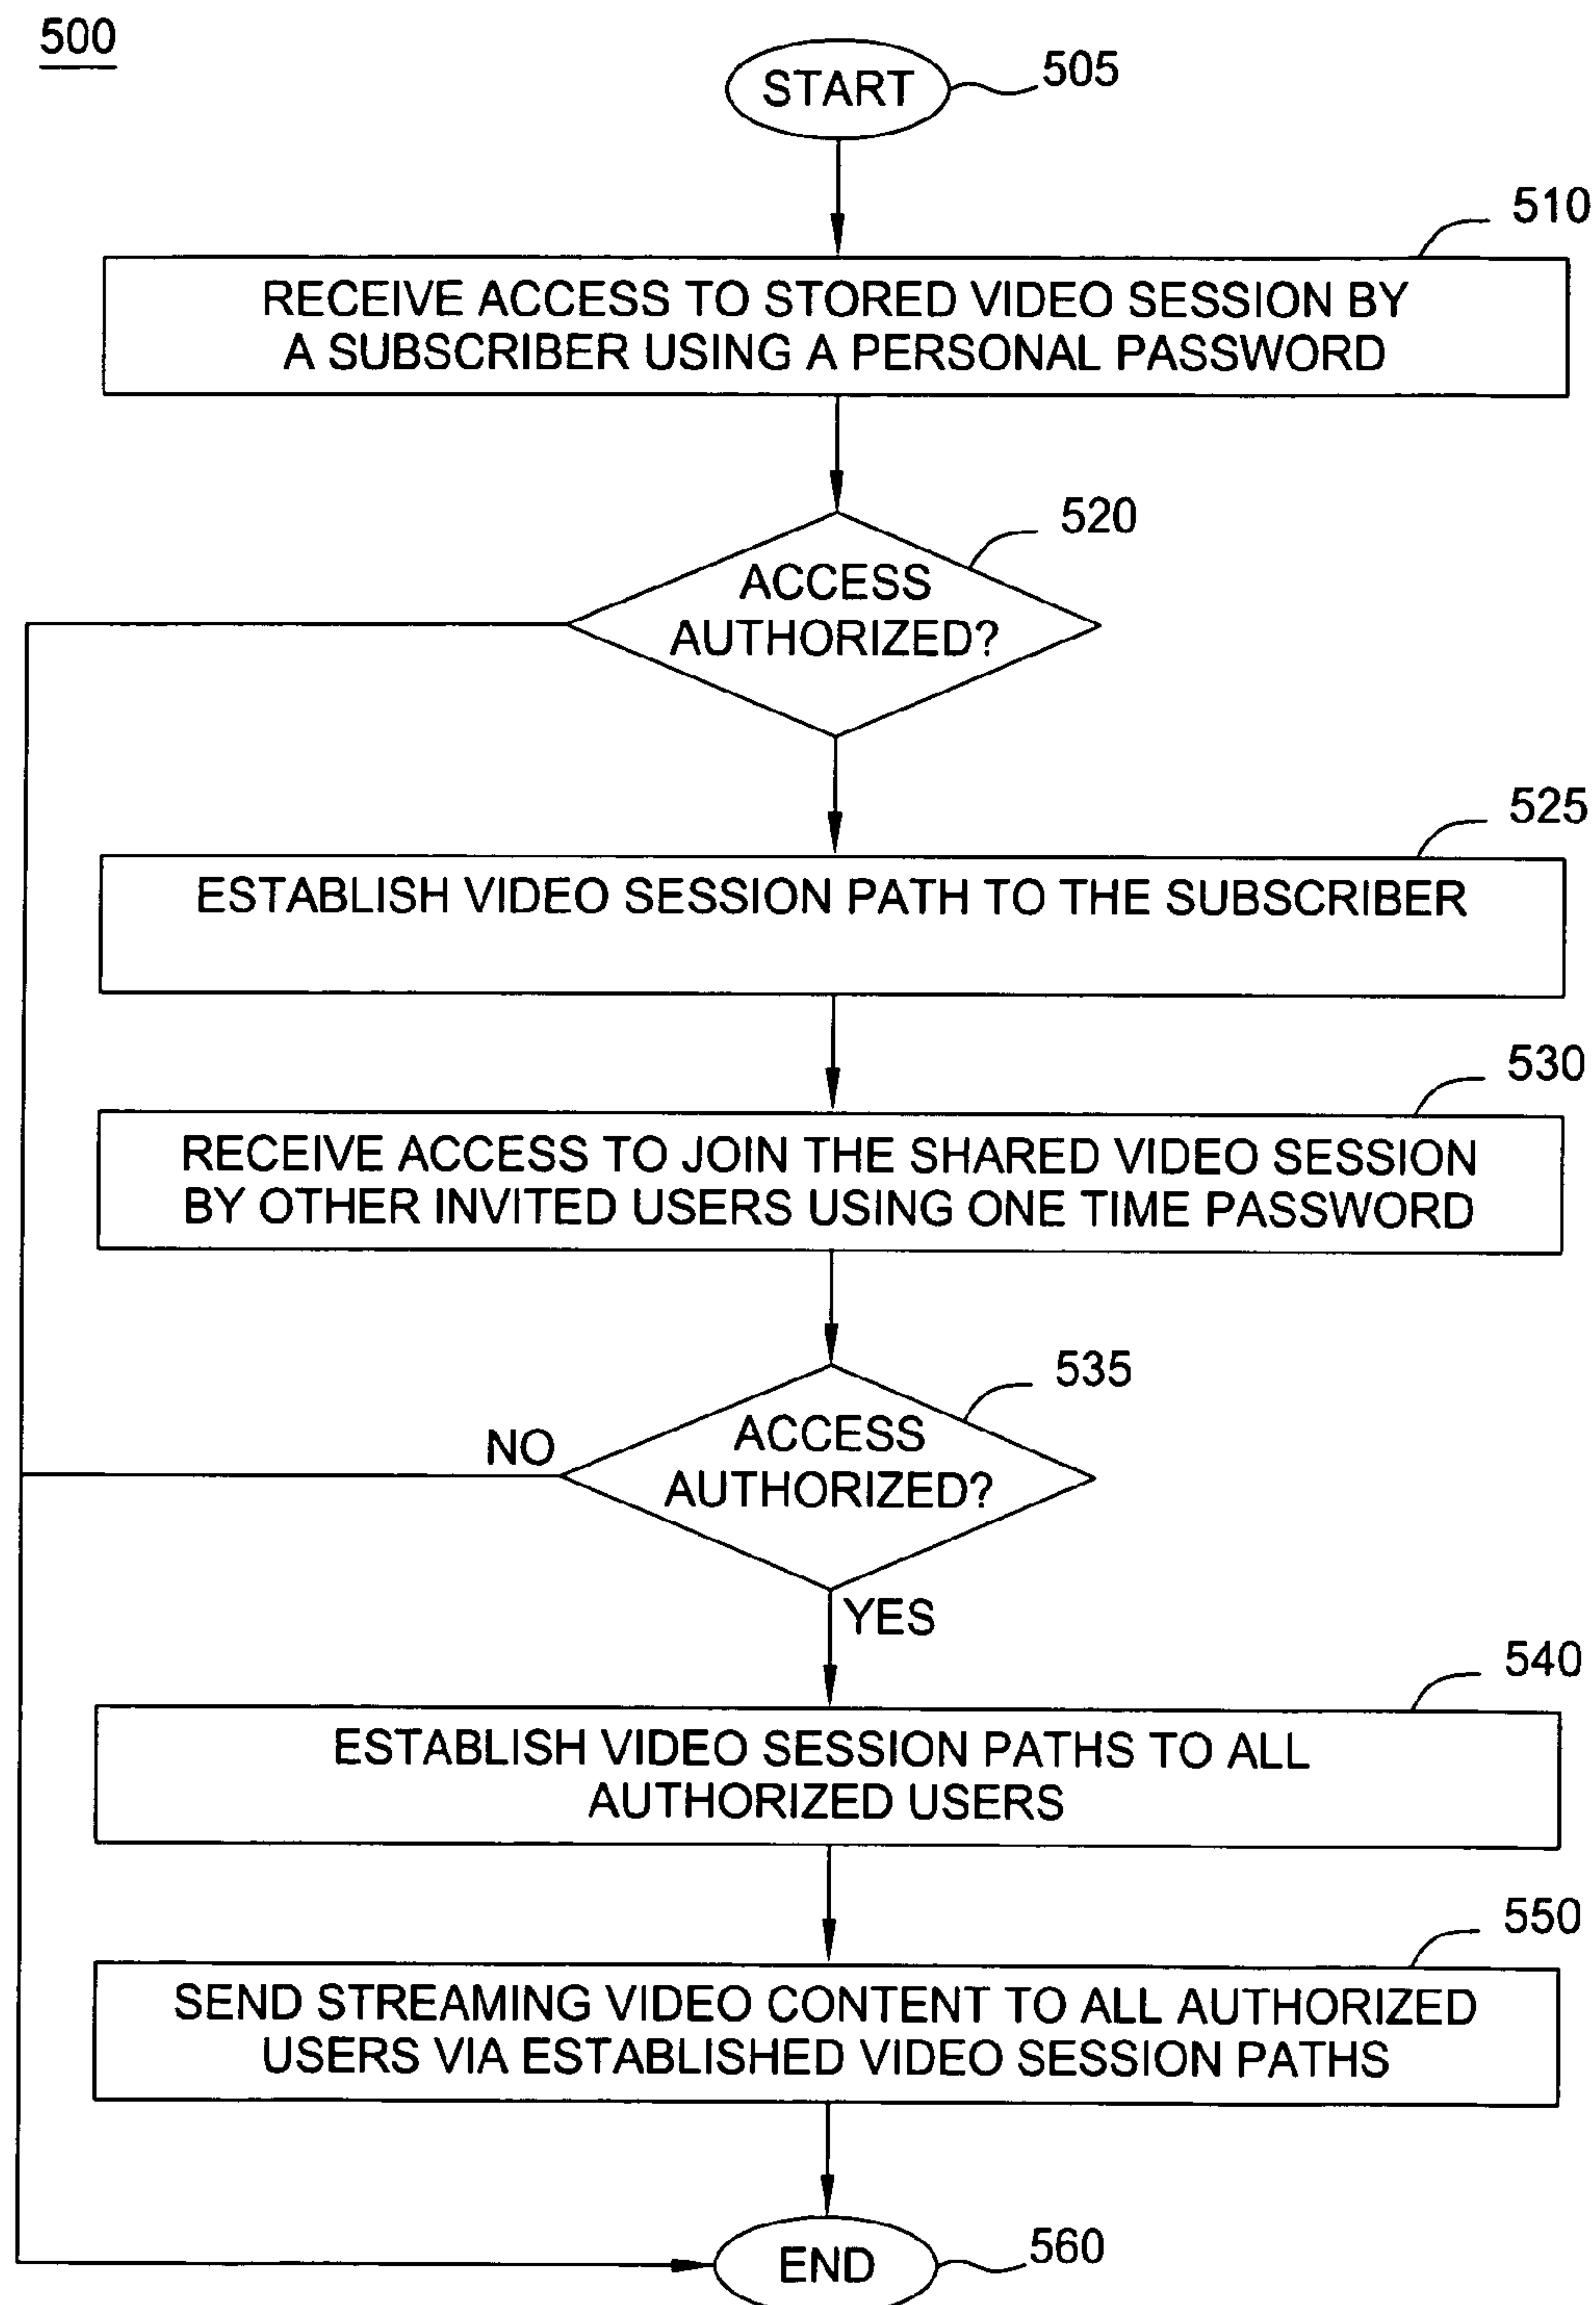 500
START
505
510
RECEIVE ACCESS TO STORED VIDEO SESSION BY
A SUBSCRIBER USING A PERSONAL PASSWORD
520
ACCESS
AUTHORIZED?
525
ESTABLISH VIDEO SESSION PATH TO THE SUBSCRIBER
530
RECEIVE ACCESS TO JOIN THE SHARED VIDEO SESSION
BY OTHER INVITED USERS USING ONE TIME PASSWORD
535
NO
ACCESS
AUTHORIZED?
YES
540
ESTABLISH VIDEO SESSION PATHS TO ALL
AUTHORIZED USERS
550
SEND STREAMING VIDEO CONTENT TO ALL AUTHORIZED
USERS VIA ESTABLISHED VIDEO SESSION PATHS
END
560